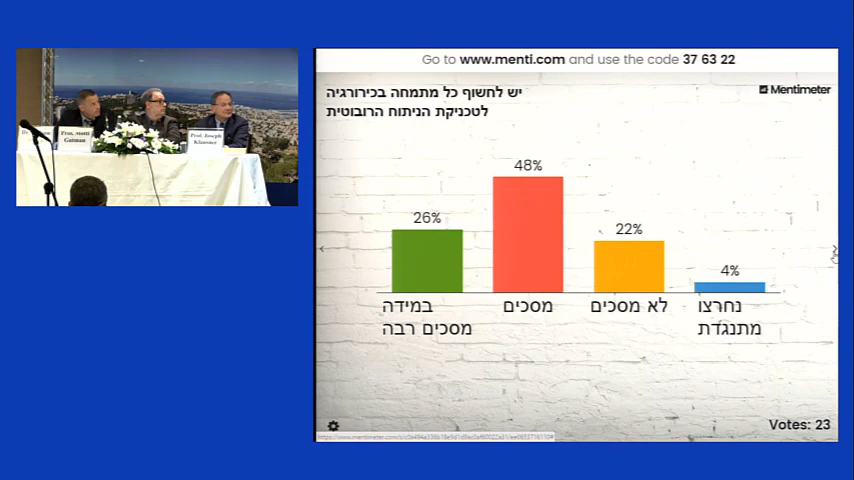 Go to www.menti.com and use the code 37 63 22
יש לחשוף כל מתמחה בכירורגיה
לטכניקת הניתוח הרובוטית
Mentimeter
26%
48%
22%
4%
במידה
מסכים רבה
מסכים
לא מסכים
נחרצו
מתנגדת
Votes: 23
Prof. Motti
Gutman
Prof. Joseph
Klausner